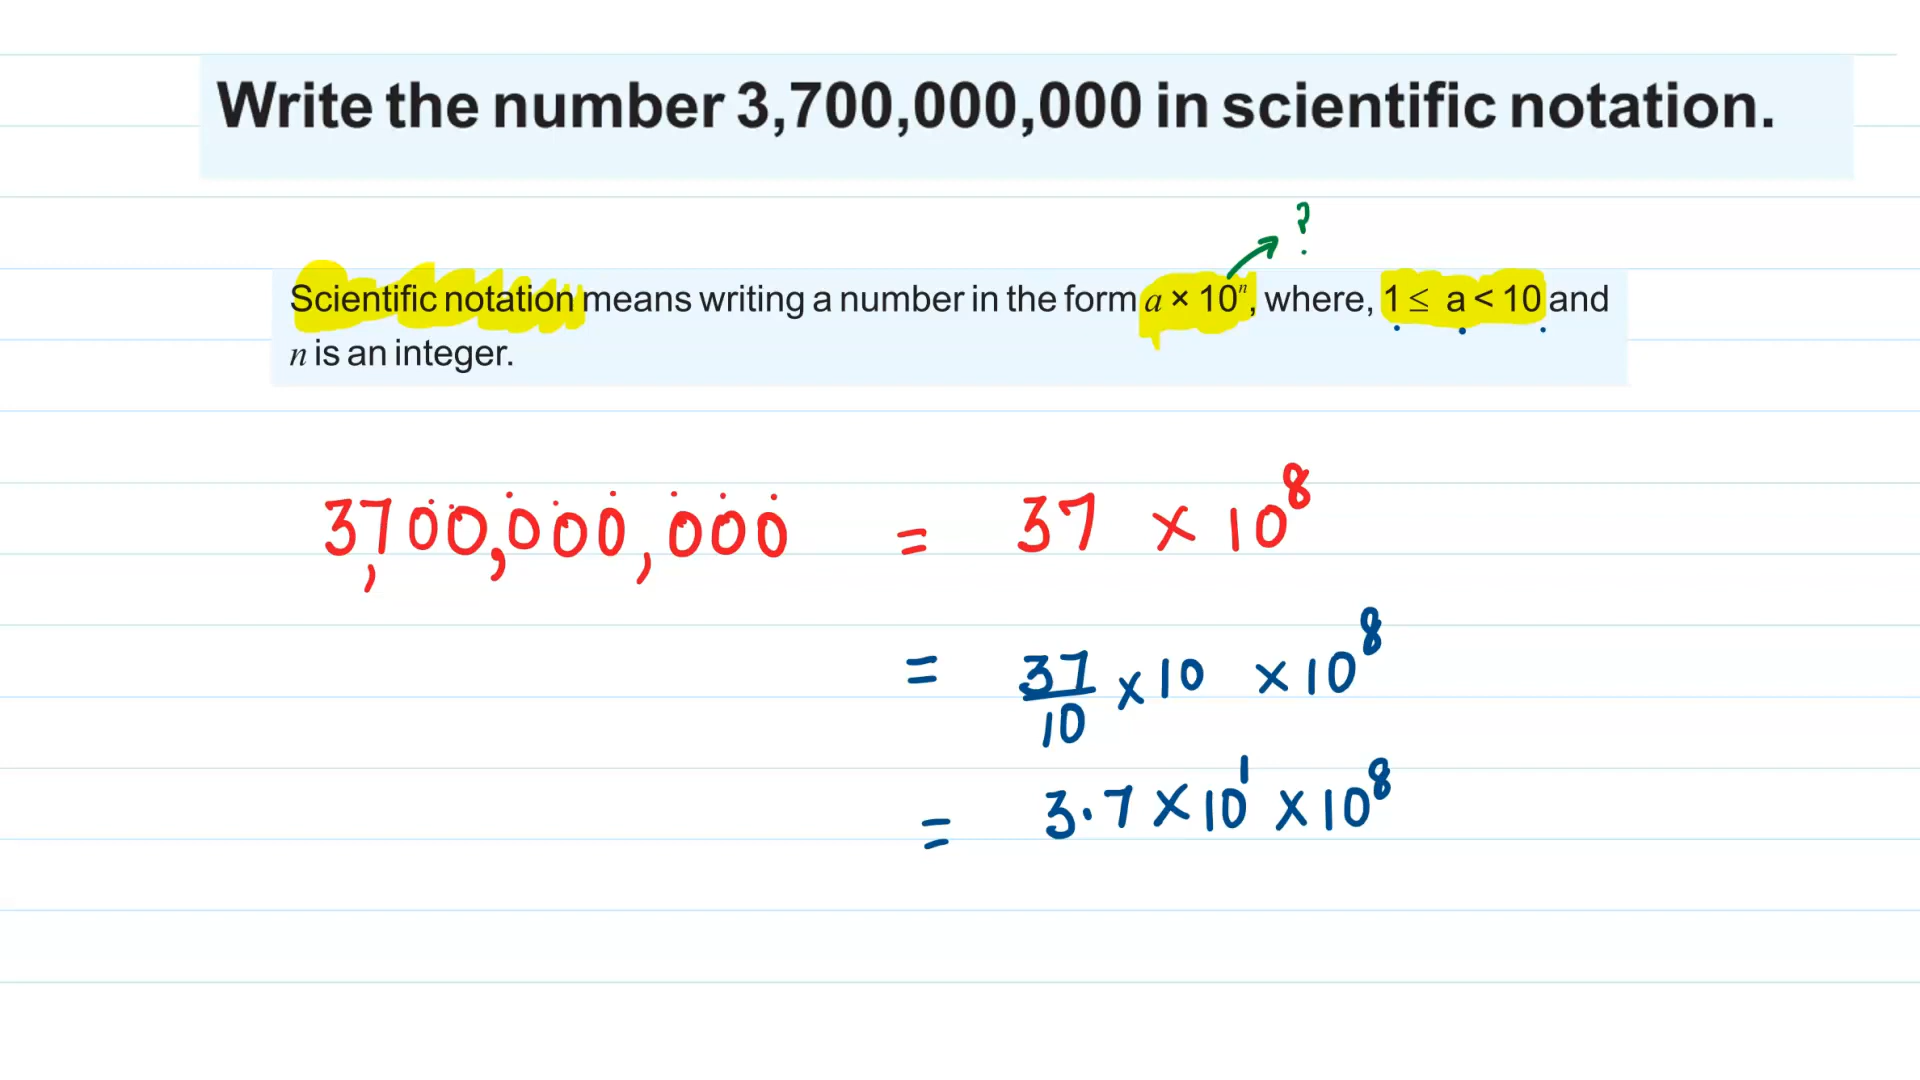 Write the number 3,700,000,000 in scientific notation.
?
Scientific notation means writing a number in the form a × 10ⁿ, where, 1 ≤ a < 10 and
n is an integer.
3,700,000,000 = 37 × 10⁸
= 37/10 × 10 × 10⁸
= 3.7 × 10¹ × 10⁸